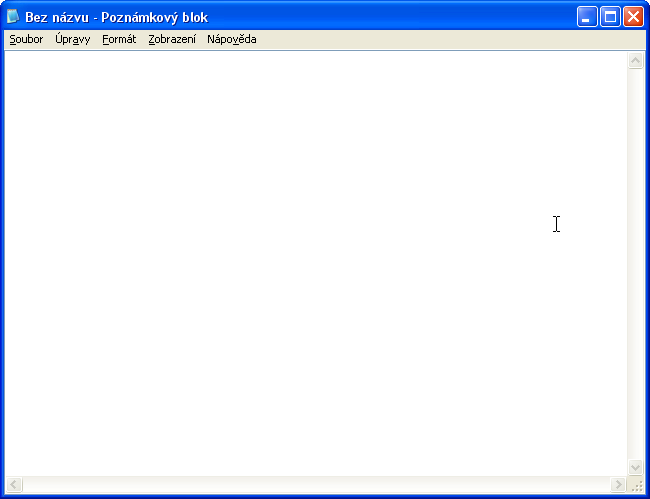 Bez názvu - Poznámkový blok
Soubor Úpravy Formát Zobrazení Nápověda